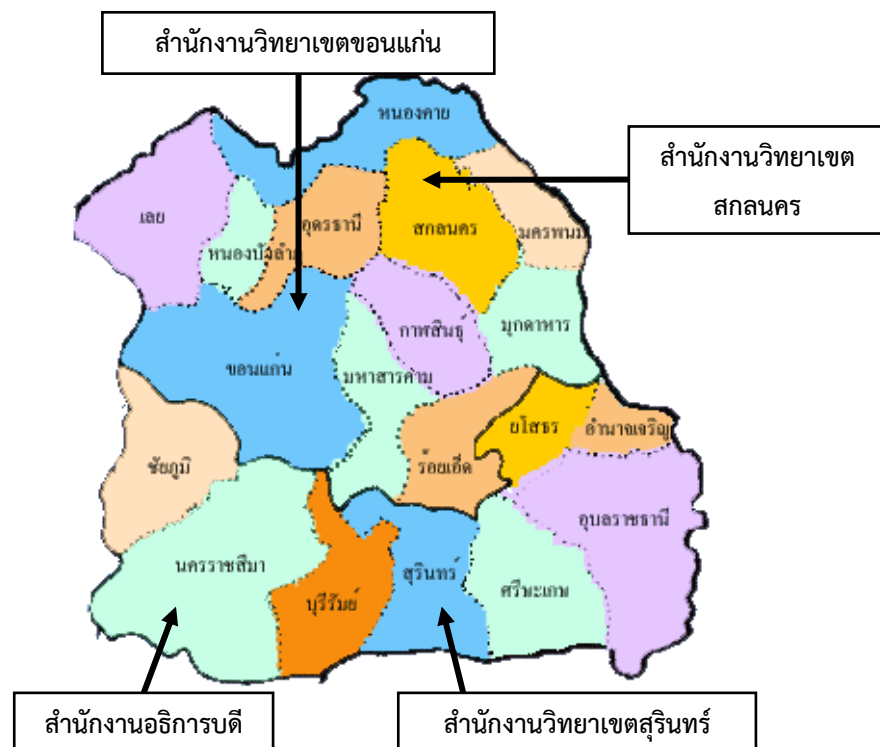 สำนักงานวิทยาเขตขอนแก่น
หนองคาย
สำนักงานวิทยาเขต
สกลนคร
เลย
อุดรธานี
สกลนคร
นครพนม
หนองบัวลำภู
กาฬสินธุ์
มุกดาหาร
ขอนแก่น
มหาสารคาม
ยโสธร
อำนาจเจริญ
ชัยภูมิ
ร้อยเอ็ด
อุบลราชธานี
นครราชสีมา
สุรินทร์
ศรีษะเกษ
บุรีรัมย์
สำนักงานอธิการบดี
สำนักงานวิทยาเขตสุรินทร์